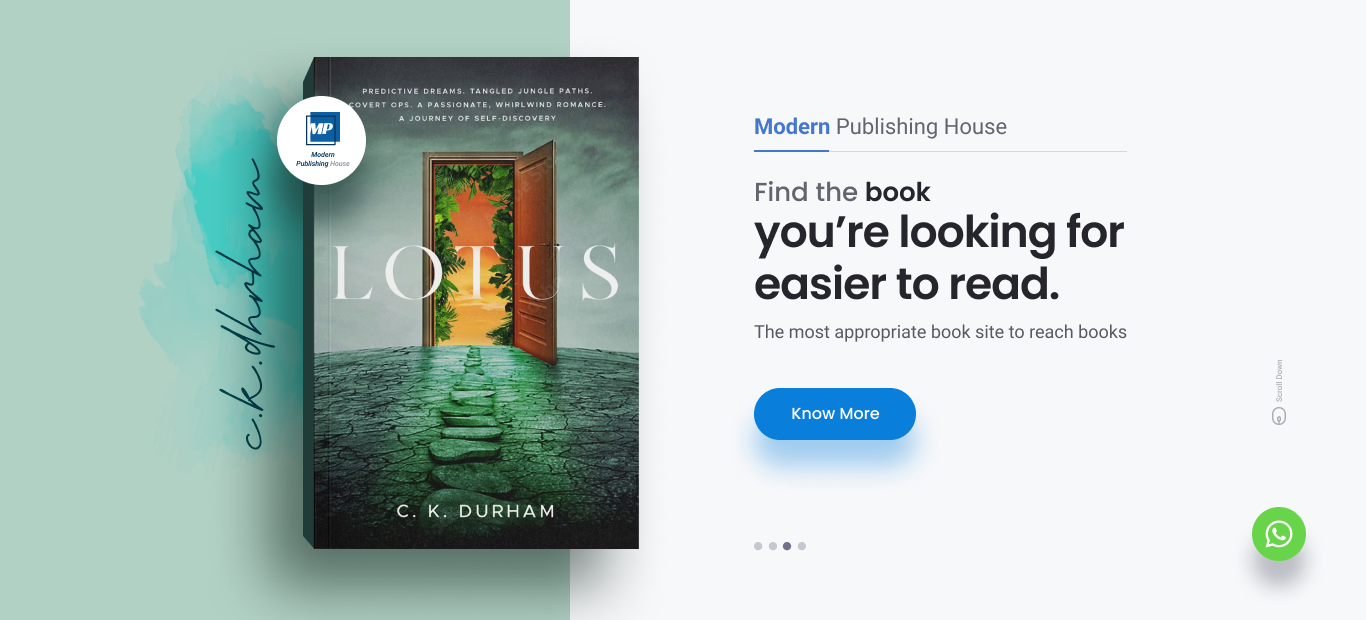 PREDICTIVE DREAMS. TANGLED JUNGLE PATHS.
COVERT OPS. A PASSIONATE, WHIRLWIND ROMANCE.
A JOURNEY OF SELF-DISCOVERY
MP
Modern
Publishing House
c.k.dhrham
LOTUS
C. K. DURHAM
Modern Publishing House
Find the book
you’re looking for
easier to read.
The most appropriate book site to reach books
Know More
Scroll Down